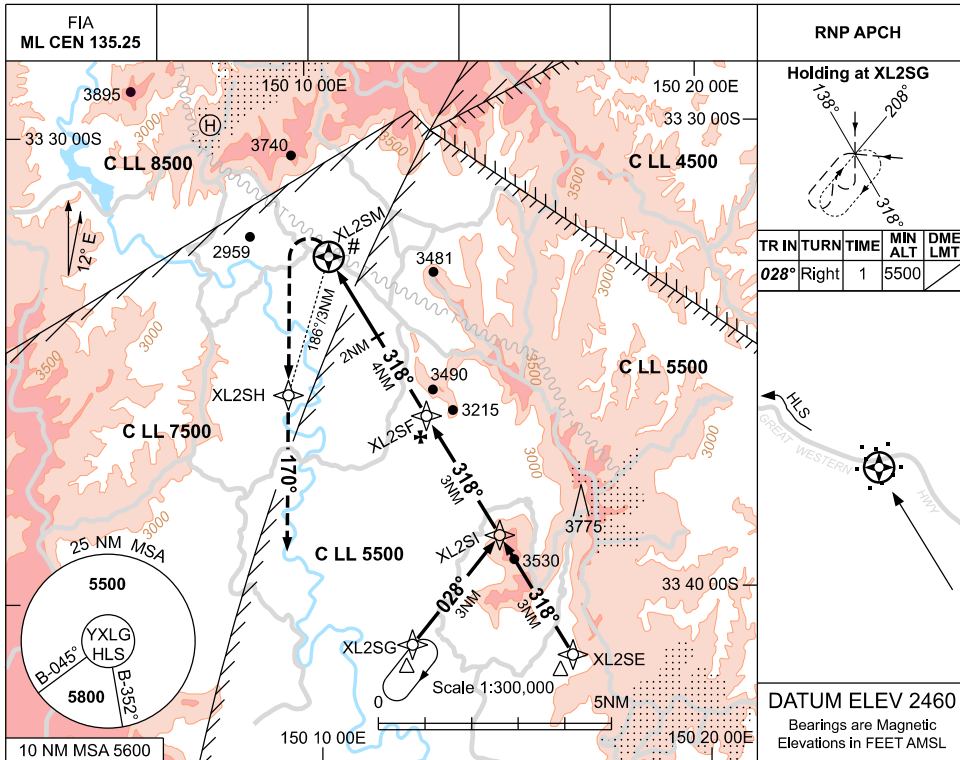 FIA
ML CEN 135.25
RNP APCH
150 10 00E
150 20 00E
33 30 00S
33 30 00S
3895
3000
H
3740
C LL 8500
3500
C LL 4500
3500
12° E
2959
XL2SM
#
3481
3000
186°/3NM
3500
3000
2NM
318°
4NM
3490
3215
C LL 5500
XL2SH
XL2SF
C LL 7500
3000
3500
170°
318°
3NM
3000
3000
3775
XL2SI
C LL 5500
3530
33 40 00S
028°
3NM
318°
3NM
XL2SG
XL2SE
25 NM MSA
5500
YXLG
HLS
B-045°
B-352°
5800
10 NM MSA 5600
Scale 1:300,000
0
5NM
150 10 00E
150 20 00E
Holding at XL2SG
138°
208°
318°
TR IN TURN TIME MIN ALT DME LMT
028° Right 1 5500
HLS
GREAT WESTERN HWY
DATUM ELEV 2460
Bearings are Magnetic
Elevations in FEET AMSL